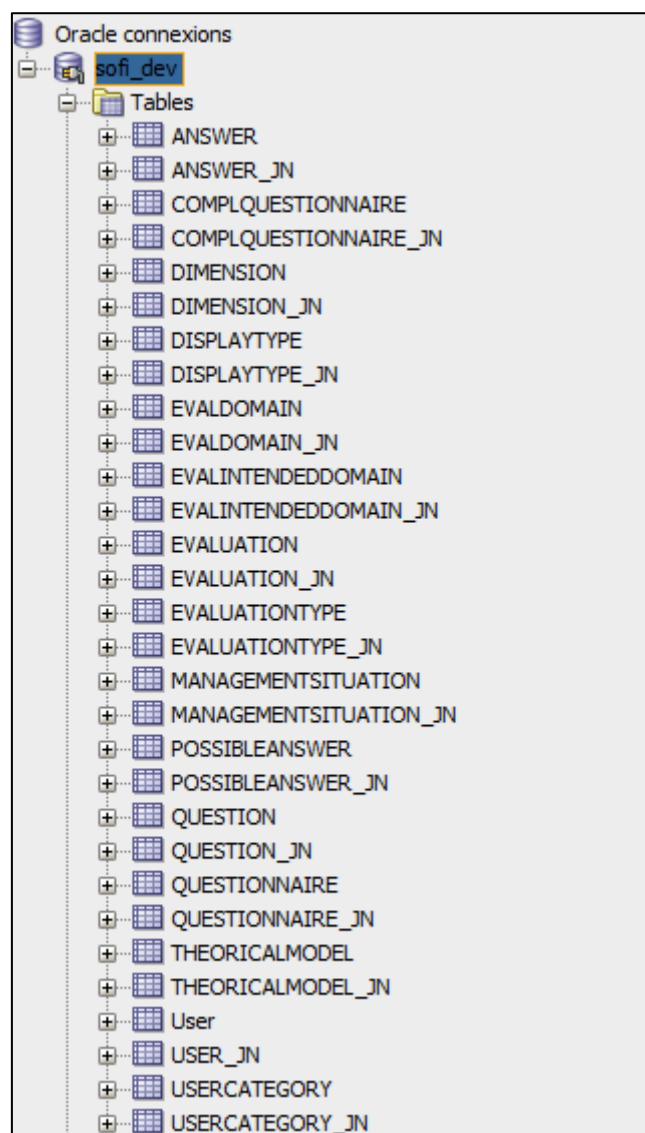 Oracle connexions
sofi_dev
Tables
ANSWER
ANSWER_JN
COMPLQUESTIONNAIRE
COMPLQUESTIONNAIRE_JN
DIMENSION
DIMENSION_JN
DISPLAYTYPE
DISPLAYTYPE_JN
EVALDOMAIN
EVALDOMAIN_JN
EVALINTENDEDDOMAIN
EVALINTENDEDDOMAIN_JN
EVALUATION
EVALUATION_JN
EVALUATIONTYPE
EVALUATIONTYPE_JN
MANAGEMENTSITUATION
MANAGEMENTSITUATION_JN
POSSIBLEANSWER
POSSIBLEANSWER_JN
QUESTION
QUESTION_JN
QUESTIONNAIRE
QUESTIONNAIRE_JN
THEORICALMODEL
THEORICALMODEL_JN
User
USER_JN
USERCATEGORY
USERCATEGORY_JN